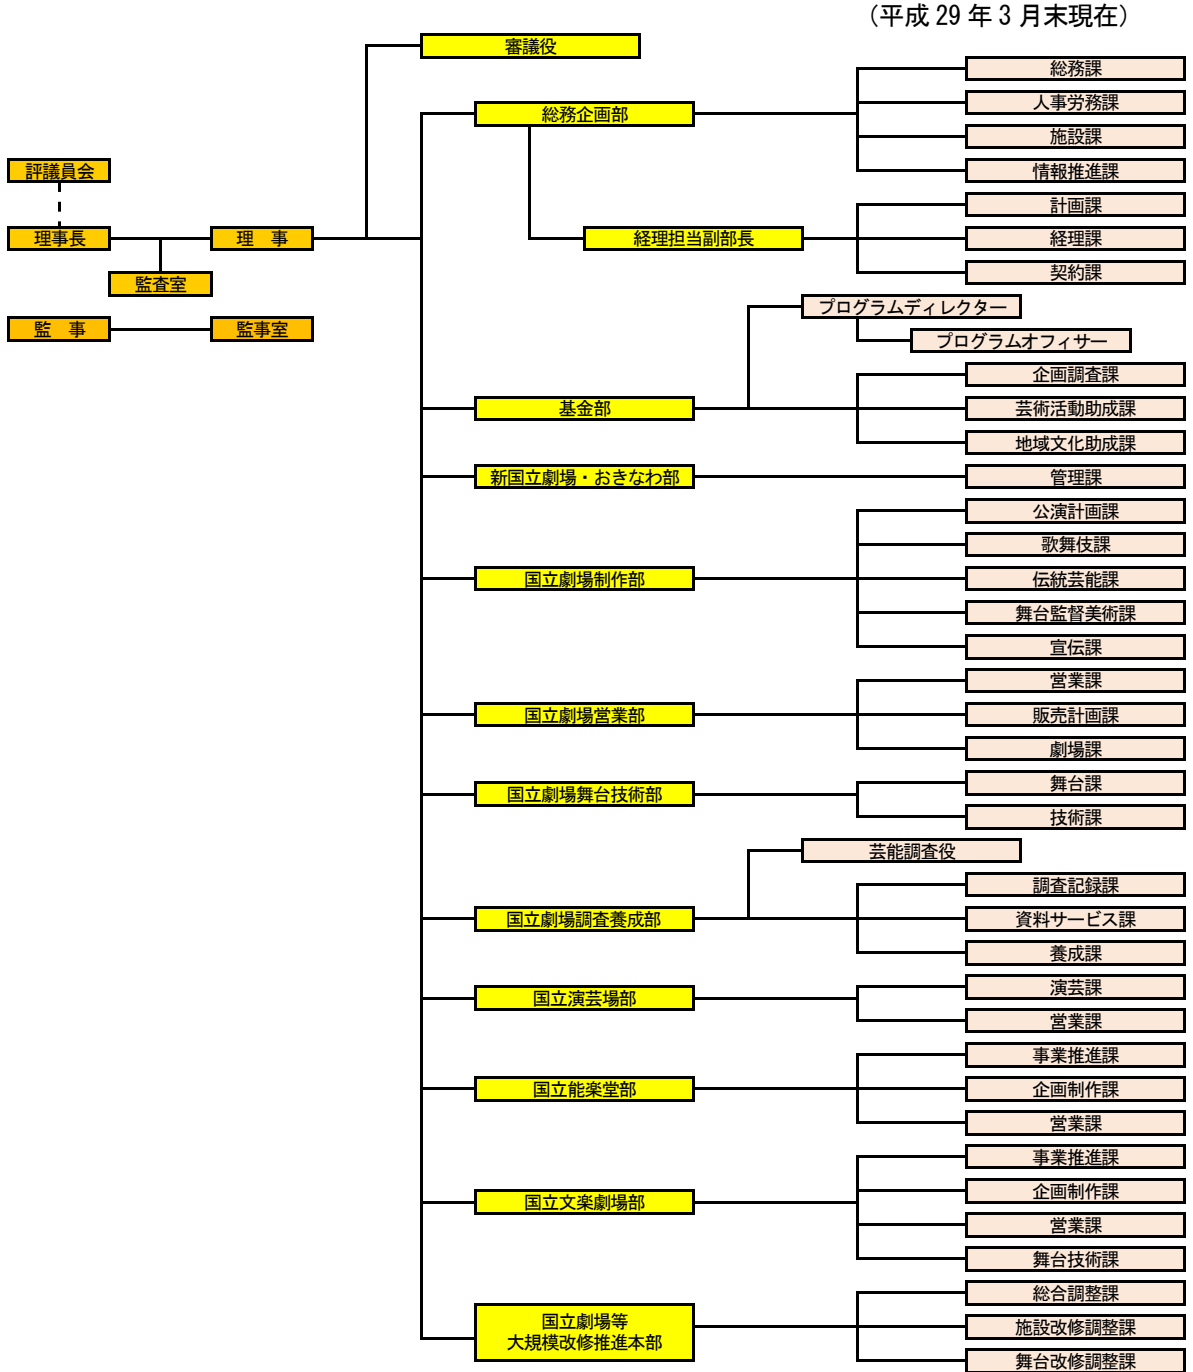 （平成 29 年 3 月末現在）
審議役
総務課
総務企画部
人事労務課
施設課
評議員会
情報推進課
計画課
理事長
理　事
経理担当副部長
経理課
監査室
契約課
プログラムディレクター
監　事
監事室
プログラムオフィサー
企画調査課
基金部
芸術活動助成課
地域文化助成課
新国立劇場・おきなわ部
管理課
公演計画課
歌舞伎課
国立劇場制作部
伝統芸能課
舞台監督美術課
宣伝課
営業課
国立劇場営業部
販売計画課
劇場課
舞台課
国立劇場舞台技術部
技術課
芸能調査役
調査記録課
国立劇場調査養成部
資料サービス課
養成課
演芸課
国立演芸場部
営業課
事業推進課
国立能楽堂部
企画制作課
営業課
事業推進課
企画制作課
国立文楽劇場部
営業課
舞台技術課
総合調整課
国立劇場等
大規模改修推進本部
施設改修調整課
舞台改修調整課